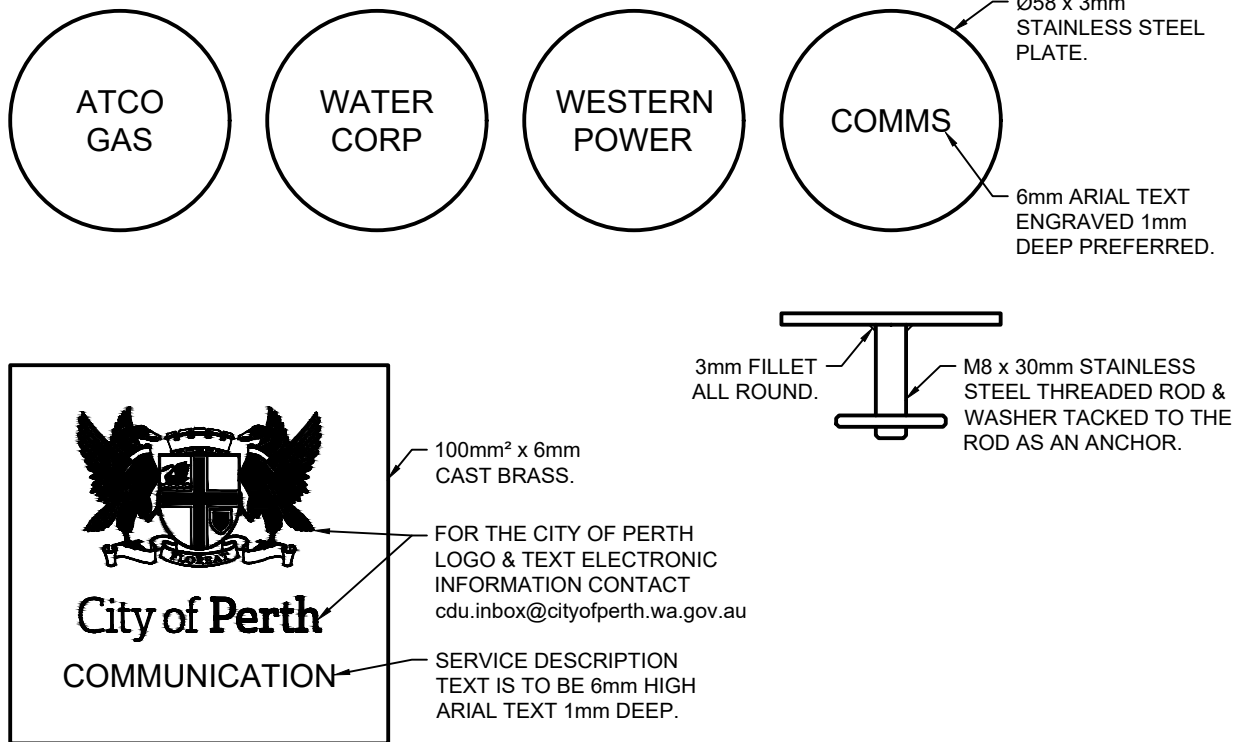 ATCO
GAS
WATER
CORP
WESTERN
POWER
COMMS
Ø58 x 3mm
STAINLESS STEEL
PLATE.
6mm ARIAL TEXT
ENGRAVED 1mm
DEEP PREFERRED.
3mm FILLET
ALL ROUND.
M8 x 30mm STAINLESS
STEEL THREADED ROD &
WASHER TACKED TO THE
ROD AS AN ANCHOR.
FLOREAT
City of Perth
COMMUNICATION
100mm² x 6mm
CAST BRASS.
FOR THE CITY OF PERTH
LOGO & TEXT ELECTRONIC
INFORMATION CONTACT
cdu.inbox@cityofperth.wa.gov.au
SERVICE DESCRIPTION
TEXT IS TO BE 6mm HIGH
ARIAL TEXT 1mm DEEP.